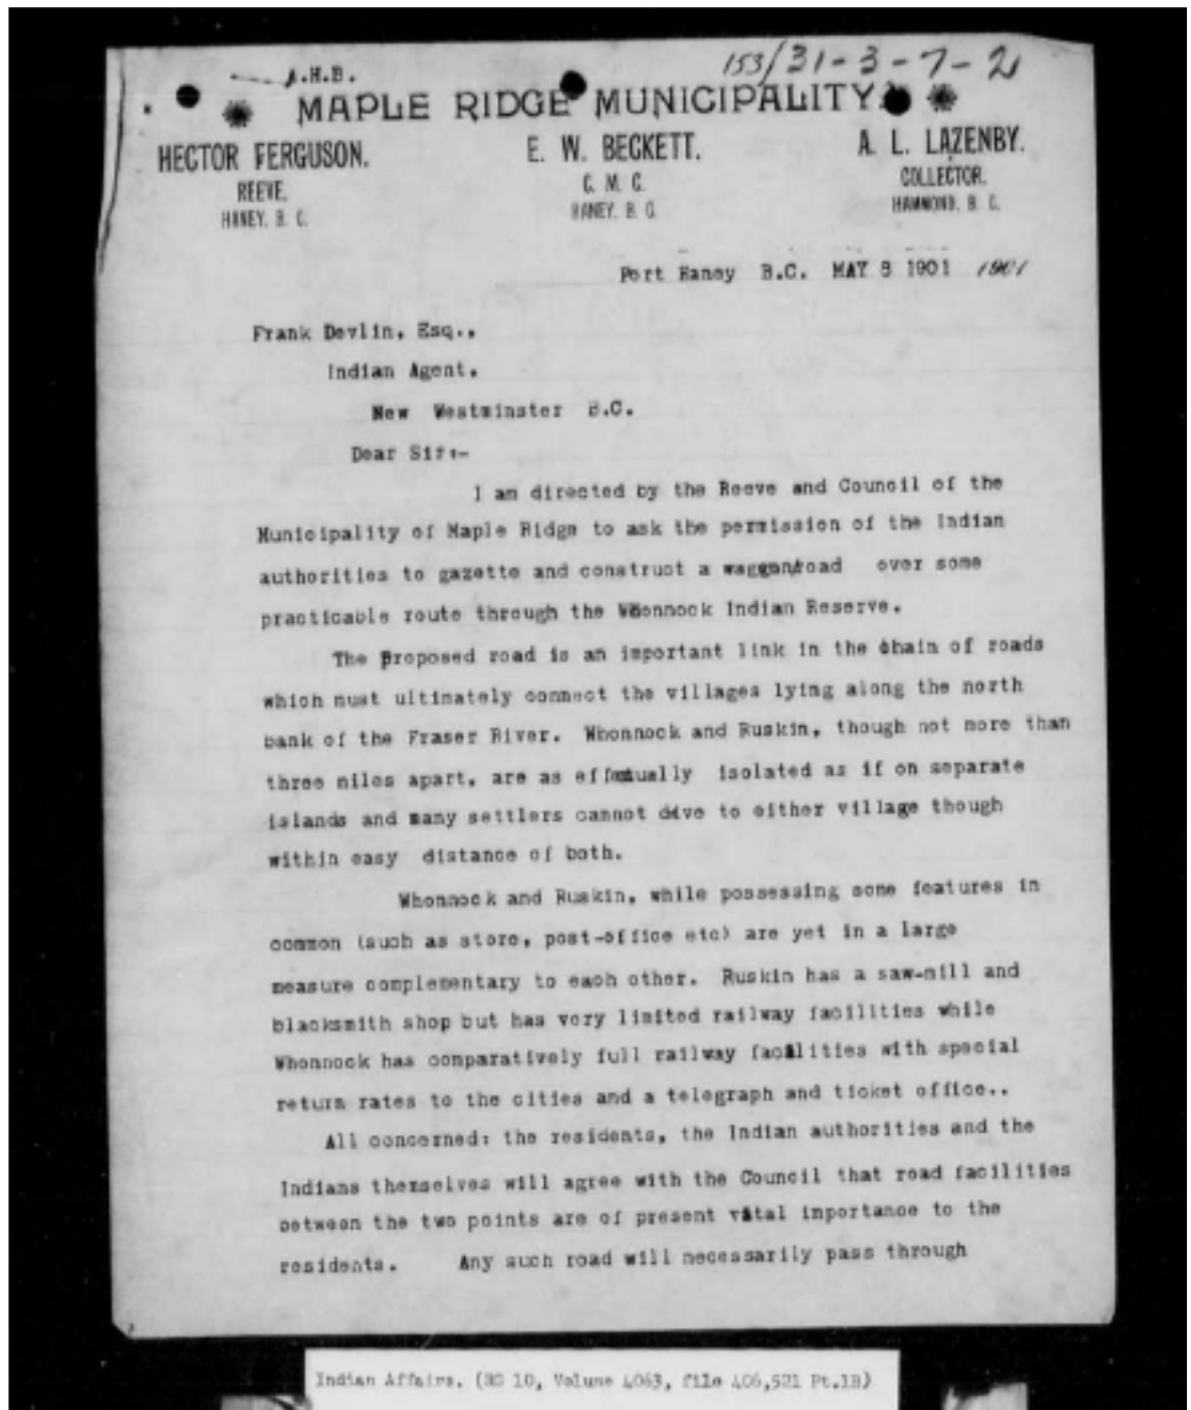 A.H.B.
153/31-3-7-2
MAPLE RIDGE MUNICIPALITY.
HECTOR FERGUSON. E. W. BECKETT. A. L. LAZENBY.
REEVE. C. M. C. COLLECTOR.
HANEY. B. C. HANEY. B. C. HAMMOND. B. C.
Port Haney B.C. MAY 8 1901 1901
Frank Devlin, Esq.,
Indian Agent.
New Westminster B.C.
Dear Sir:-
I am directed by the Reeve and Council of the
Municipality of Maple Ridge to ask the permission of the Indian
authorities to gazette and construct a waggon road over some
practicable route through the Whonnock Indian Reserve.
The proposed road is an important link in the chain of roads
which must ultimately connect the villages lying along the north
bank of the Fraser River. Whonnock and Ruskin, though not more than
three miles apart, are as effectually isolated as if on separate
islands and many settlers cannot dive to either village though
within easy distance of both.
Whonnock and Ruskin, while possessing some features in
common (such as store, post-office etc) are yet in a large
measure complementary to each other. Ruskin has a saw-mill and
blacksmith shop but has very limited railway facilities while
Whonnock has comparatively full railway facilities with special
return rates to the cities and a telegraph and ticket office..
All concerned: the residents, the Indian authorities and the
Indians themselves will agree with the Council that road facilities
between the two points are of present vital importance to the
residents. Any such road will necessarily pass through
Indian Affairs. (RG 10, Volume 4063, file 406,521 Pt.1B)